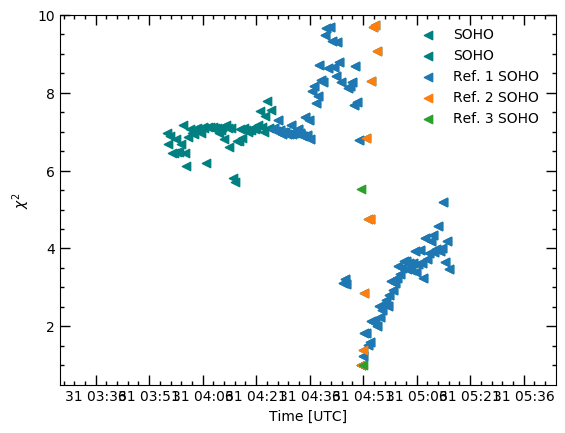 10
8
6
4
2
χ²
SOHO
SOHO
Ref. 1 SOHO
Ref. 2 SOHO
Ref. 3 SOHO
31 03:36 31 03:51 31 04:06 31 04:21 31 04:36 31 04:51 31 05:06 31 05:21 31 05:36
Time [UTC]